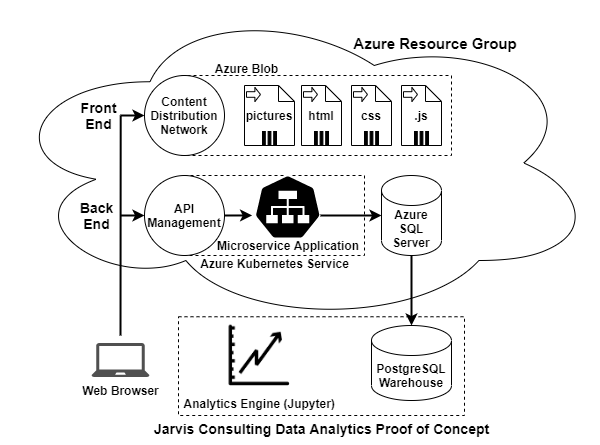 Azure Resource Group
Azure Blob
Front
End
Content
Distribution
Network
pictures
html
css
.js
Back
End
API
Management
Microservice Application
Azure Kubernetes Service
Azure
SQL
Server
Web Browser
Analytics Engine (Jupyter)
PostgreSQL
Warehouse
Jarvis Consulting Data Analytics Proof of Concept